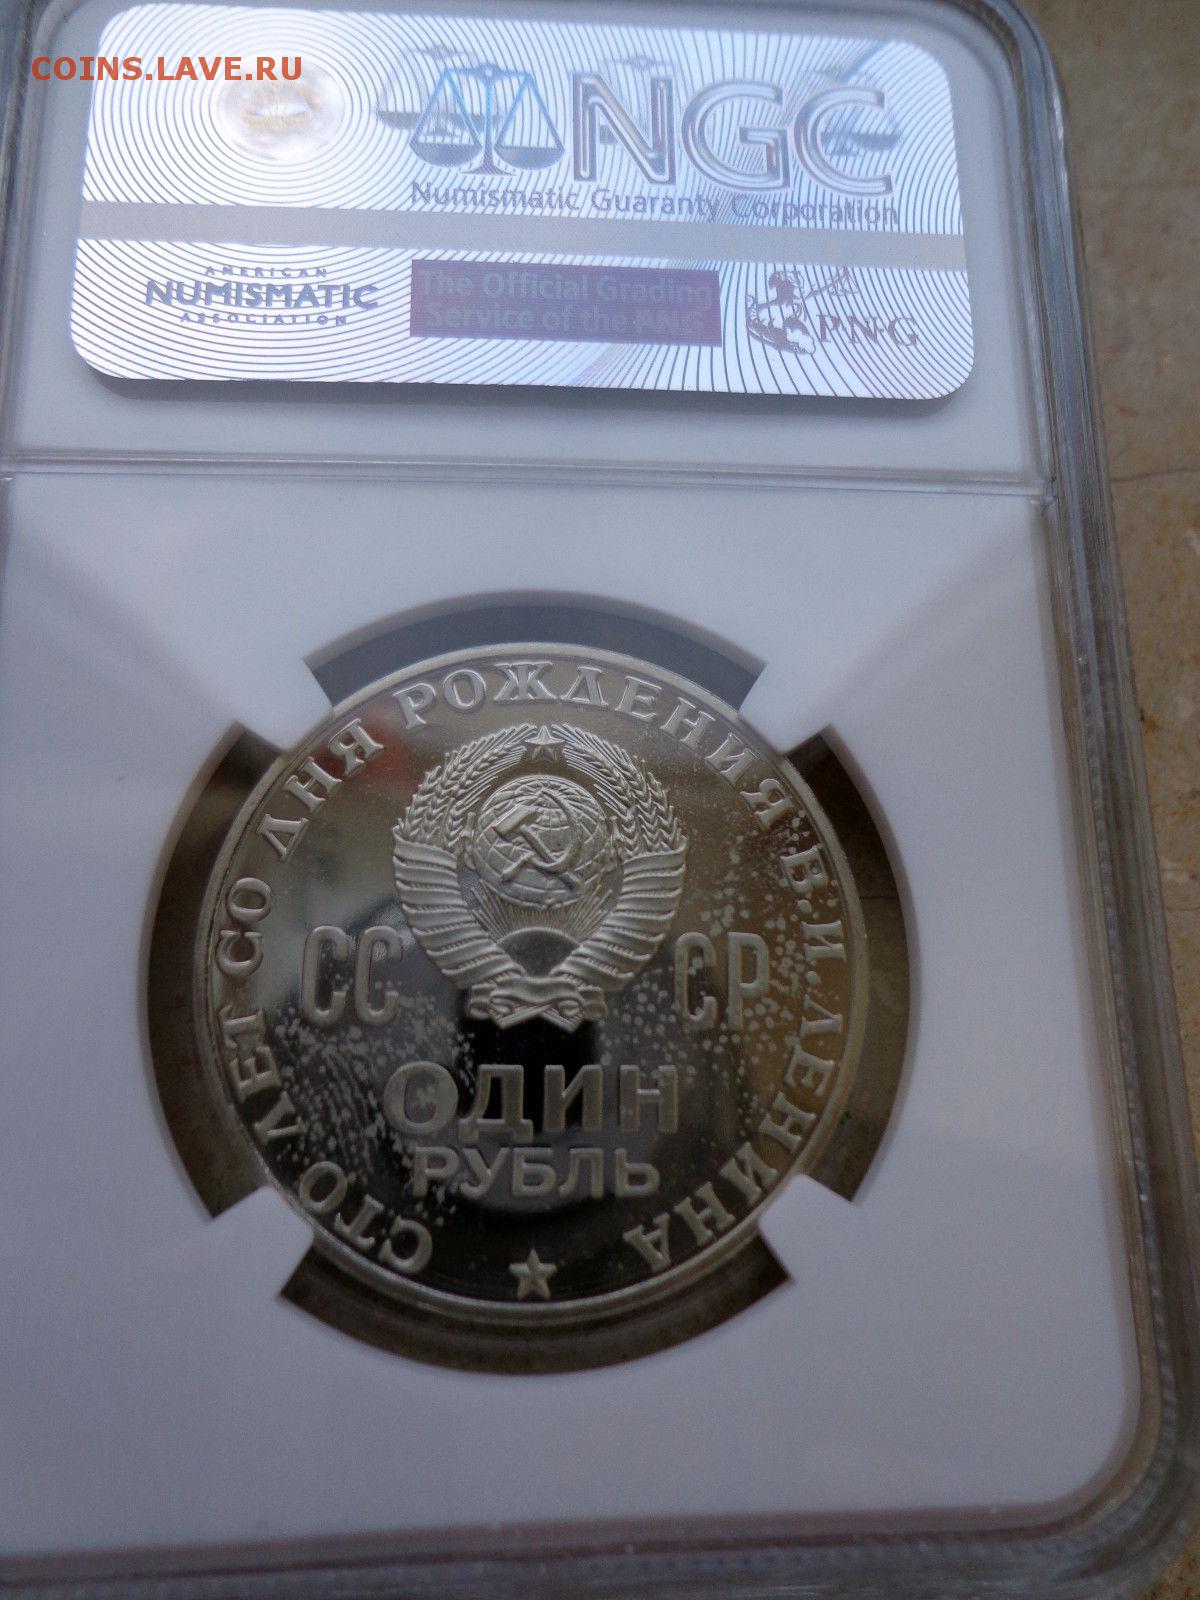 COINS.LAVE.RU
NGC
Numismatic Guaranty Corporation
AMERICAN
NUMISMATIC
ASSOCIATION
The Official Grading
Service of the PNG
PNG
СТО ЛЕТ СО ДНЯ РОЖДЕНИЯ В.И.ЛЕНИНА
СС СР
ОДИН
РУБЛЬ